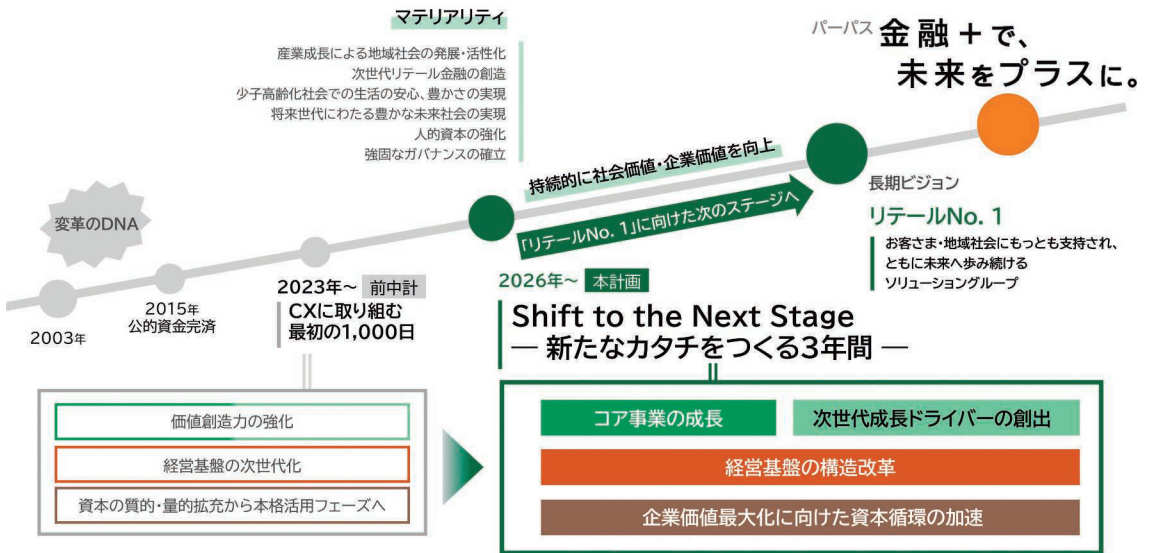 マテリアリティ
産業成長による地域社会の発展・活性化
次世代リテール金融の創造
少子高齢化社会での生活の安心、豊かさの実現
将来世代にわたる豊かな未来社会の実現
人的資本の強化
強固なガバナンスの確立
パーパス 金融+で、
未来をプラスに。
持続的に社会価値・企業価値を向上
「リテールNo. 1」に向けた次のステージへ
長期ビジョン
リテールNo. 1
お客さま・地域社会にもっとも支持され、
ともに未来へ歩み続ける
ソリューショングループ
変革のDNA
2003年
2015年
公的資金完済
2023年~ 前中計
CXに取り組む
最初の1,000日
2026年~ 本計画
Shift to the Next Stage
― 新たなカタチをつくる3年間 ―
価値創造力の強化
経営基盤の次世代化
資本の質的・量的拡充から本格活用フェーズへ
コア事業の成長
次世代成長ドライバーの創出
経営基盤の構造改革
企業価値最大化に向けた資本循環の加速